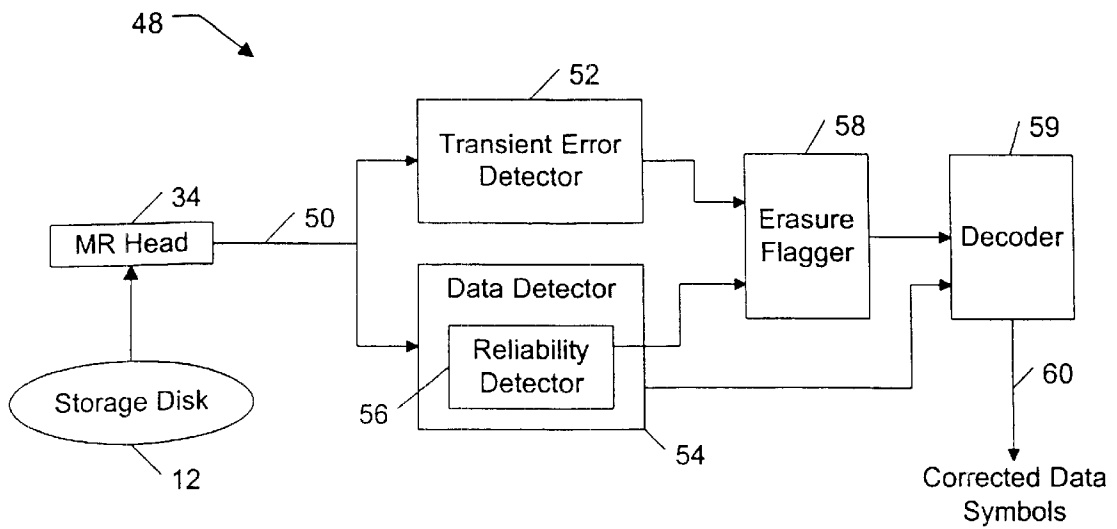 48
52
Transient Error
Detector
58
Erasure
Flagger
59
Decoder
34
MR Head
50
Data Detector
Reliability
Detector
56
54
Storage Disk
12
60
Corrected Data
Symbols